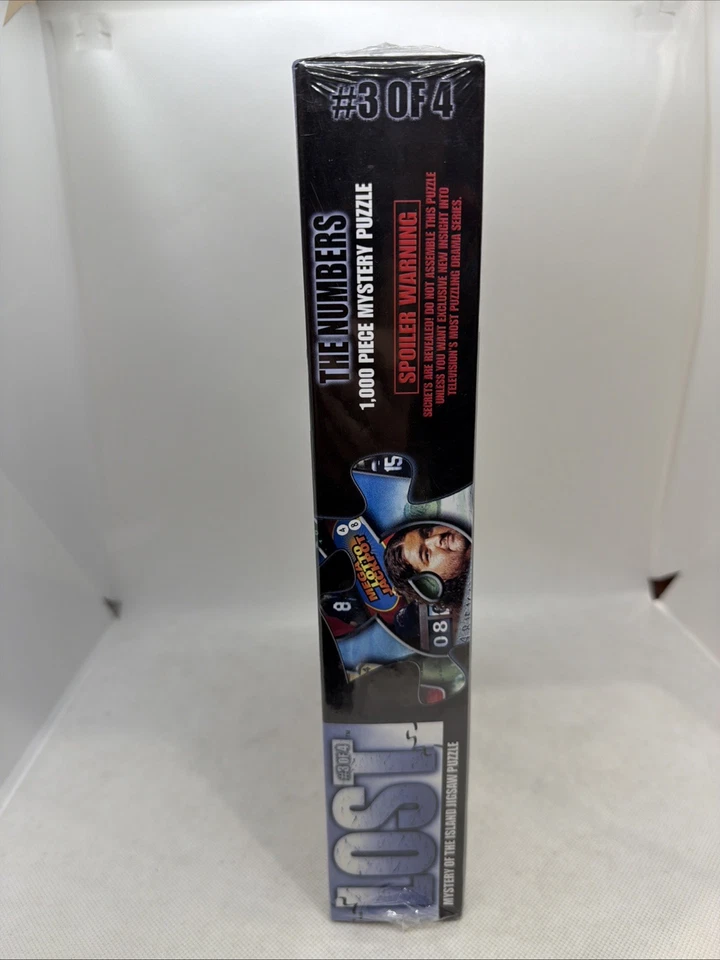 #3 OF 4
THE NUMBERS
1,000 PIECE MYSTERY PUZZLE
SPOILER WARNING
SECRETS ARE REVEALED! DO NOT ASSEMBLE THIS PUZZLE
UNLESS YOU WANT EXCLUSIVE NEW INSIGHT INTO
TELEVISION'S MOST PUZZLING DRAMA SERIES.
15
4
8
MEGA
LOTTO
JACKPOT
8
08
#3 OF 4
LOST
MYSTERY OF THE ISLAND JIGSAW PUZZLE